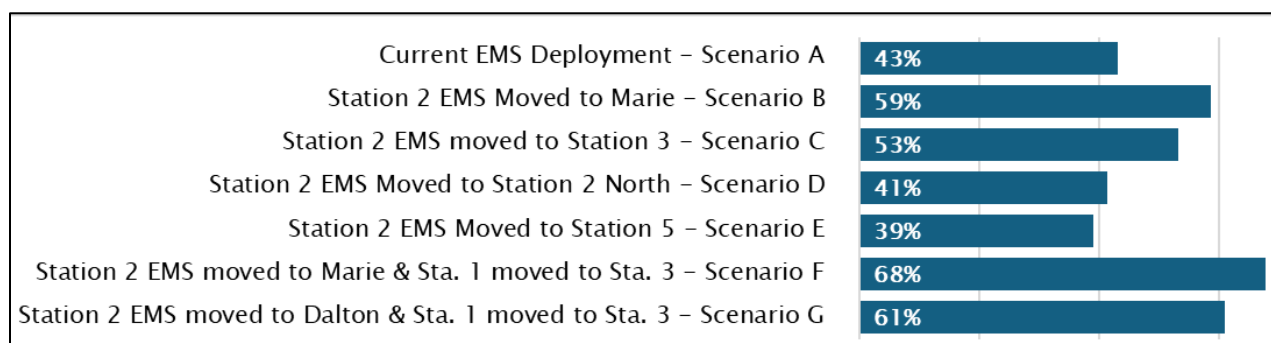 Current EMS Deployment – Scenario A 43%
Station 2 EMS Moved to Marie – Scenario B 59%
Station 2 EMS moved to Station 3 – Scenario C 53%
Station 2 EMS Moved to Station 2 North – Scenario D 41%
Station 2 EMS Moved to Station 5 – Scenario E 39%
Station 2 EMS moved to Marie & Sta. 1 moved to Sta. 3 – Scenario F 68%
Station 2 EMS moved to Dalton & Sta. 1 moved to Sta. 3 – Scenario G 61%